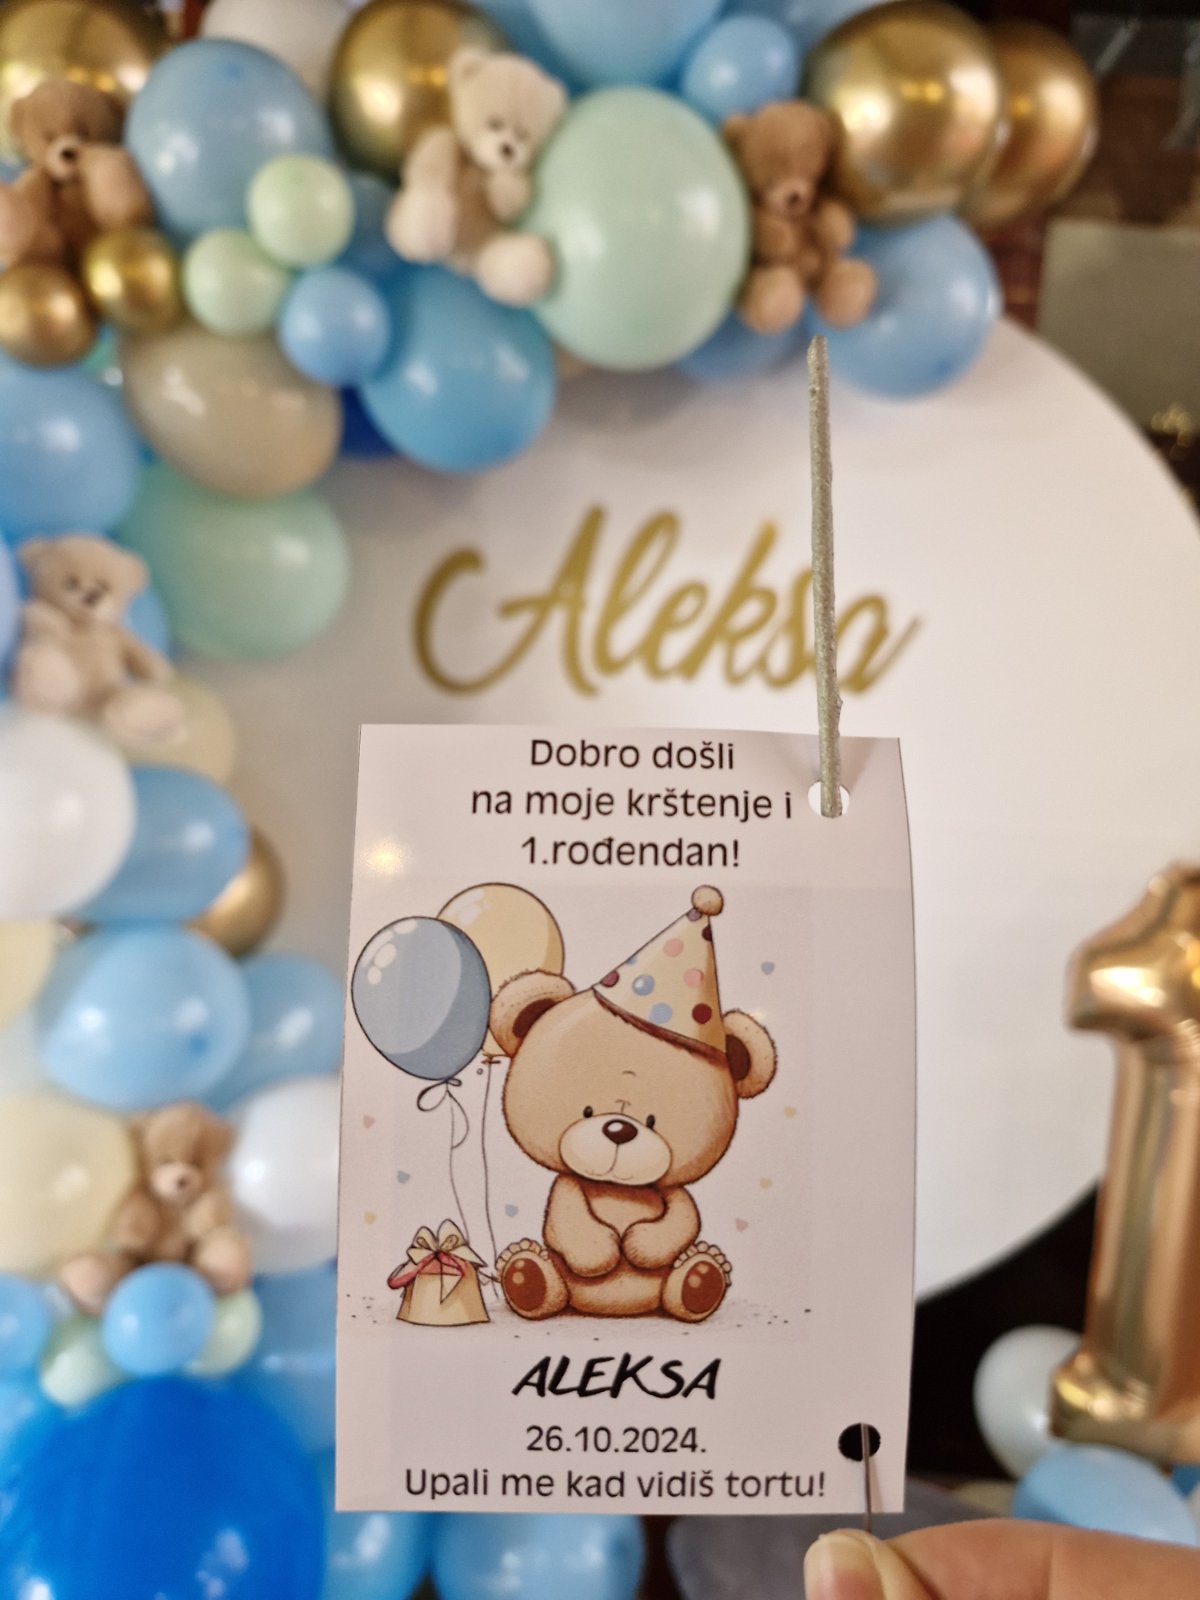 Aleksa
Dobro došli
na moje krštenje i
1.rođendan!
ALEKSA
26.10.2024.
Upali me kad vidiš tortu!